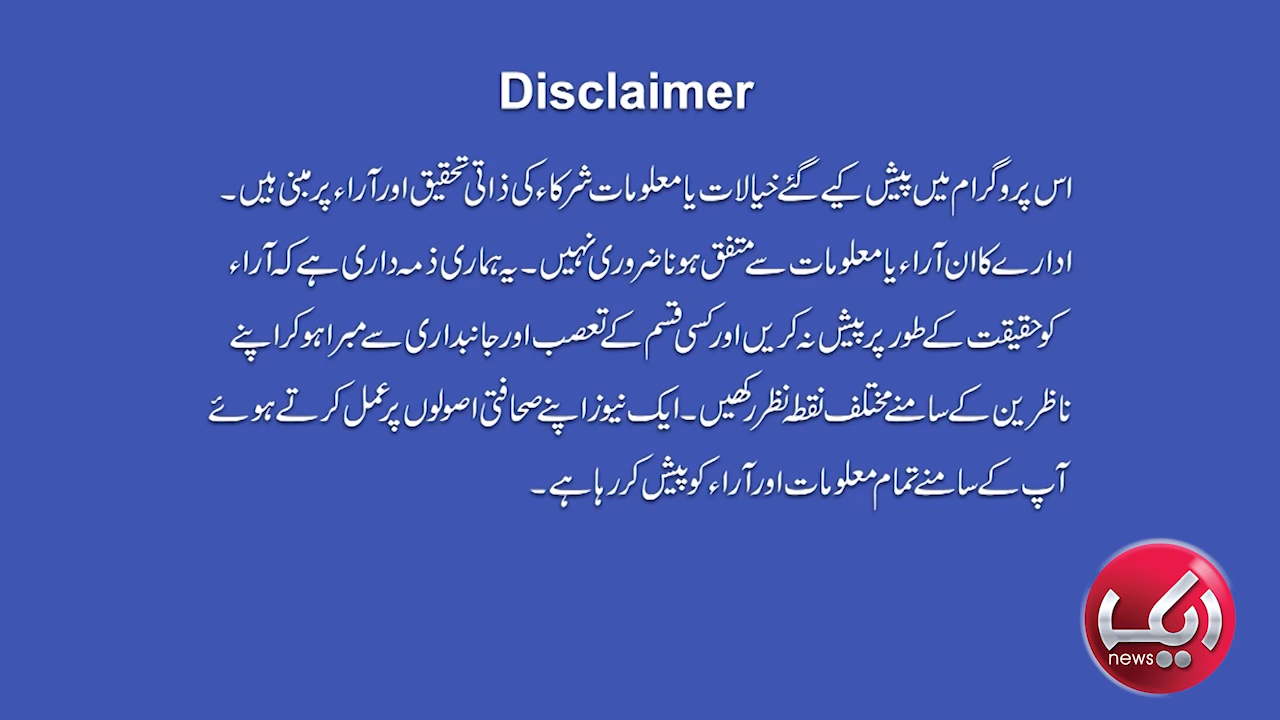 Disclaimer
اس پروگرام میں پیش کیے گئے خیالات یا معلومات شرکاء کی ذاتی تحقیق اور آراء پر مبنی ہیں۔
ادارے کا ان آراء یا معلومات سے متفق ہونا ضروری نہیں۔ یہ ہماری ذمہ داری ہے کہ آراء
کو حقیقت کے طور پر پیش نہ کریں اور کسی قسم کے تعصب اور جانبداری سے مبرا ہو کر اپنے
ناظرین کے سامنے مختلف نقطہ نظر رکھیں۔ ایک نیوز اپنے صحافتی اصولوں پر عمل کرتے ہوئے
آپ کے سامنے تمام معلومات اور آراء کو پیش کر رہا ہے۔
ایک
news